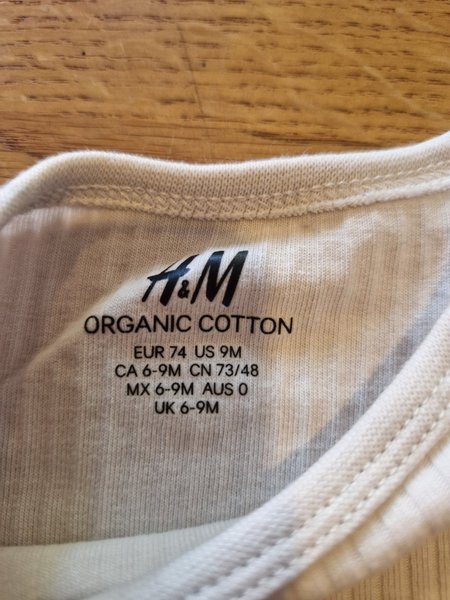 H&M
ORGANIC COTTON
EUR 74 US 9M
CA 6-9M CN 73/48
MX 6-9M AUS 0
UK 6-9M